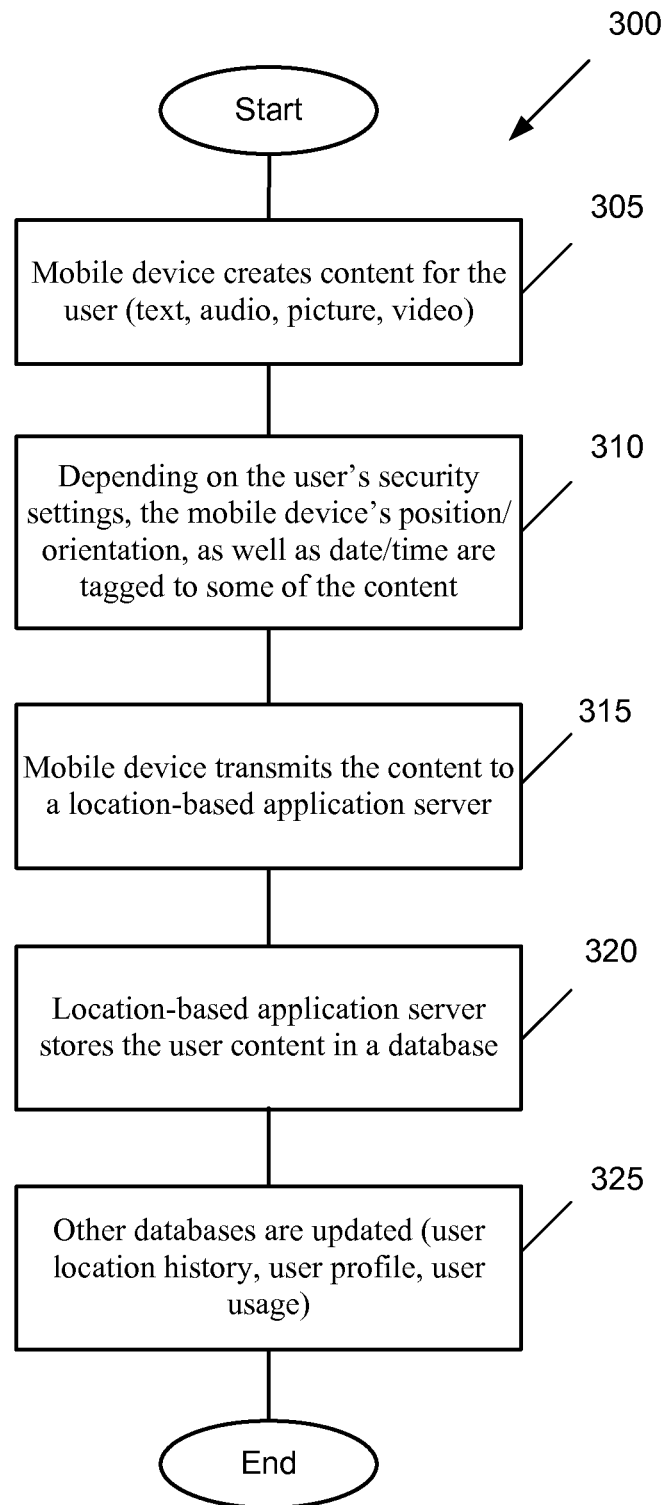 300
Start
305
Mobile device creates content for the
user (text, audio, picture, video)
310
Depending on the user’s security
settings, the mobile device’s position/
orientation, as well as date/time are
tagged to some of the content
315
Mobile device transmits the content to
a location-based application server
320
Location-based application server
stores the user content in a database
325
Other databases are updated (user
location history, user profile, user
usage)
End